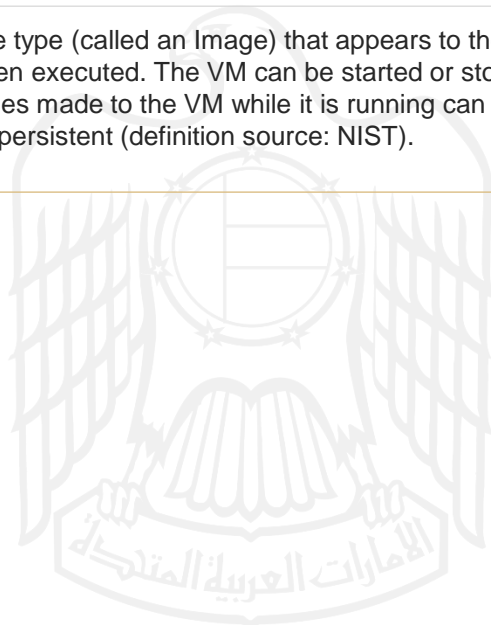 e type (called an Image) that appears to th
en executed. The VM can be started or sto
es made to the VM while it is running can
persistent (definition source: NIST).
الإمارات العربية المتحدة